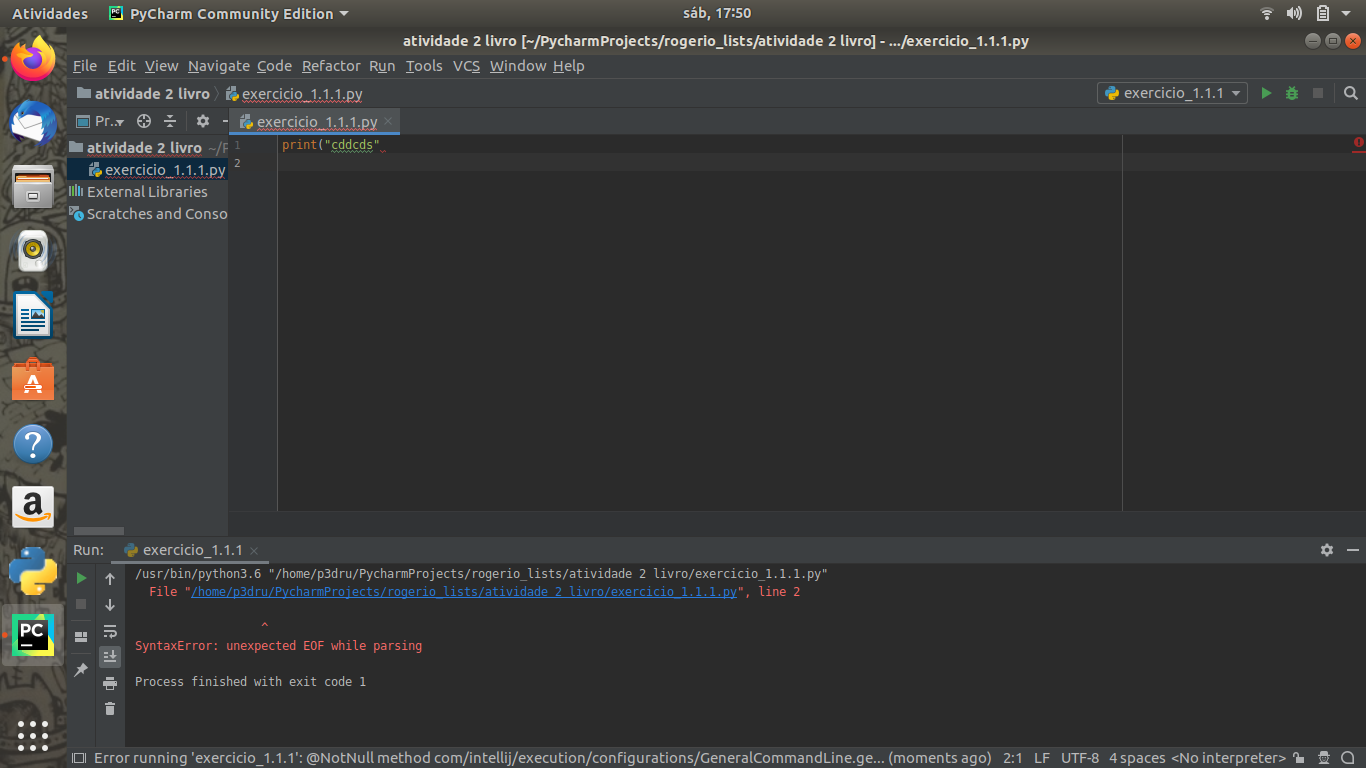 Atividades PyCharm Community Edition sáb, 17:50
atividade 2 livro [~/PycharmProjects/rogerio_lists/atividade 2 livro] - .../exercicio_1.1.1.py
File Edit View Navigate Code Refactor Run Tools VCS Window Help
atividade 2 livro exercicio_1.1.1.py exercicio_1.1.1
Pr.. exercicio_1.1.1.py
atividade 2 livro ~/P
exercicio_1.1.1.py
External Libraries
Scratches and Conso
1 print("cddcds"
2
Run: exercicio_1.1.1
/usr/bin/python3.6 "/home/p3dru/PycharmProjects/rogerio_lists/atividade 2 livro/exercicio_1.1.1.py"
File "/home/p3dru/PycharmProjects/rogerio_lists/atividade 2 livro/exercicio_1.1.1.py", line 2
^
SyntaxError: unexpected EOF while parsing
Process finished with exit code 1
Error running 'exercicio_1.1.1': @NotNull method com/intellij/execution/configurations/GeneralCommandLine.ge... (moments ago) 2:1 LF UTF-8 4 spaces <No interpreter>
PC